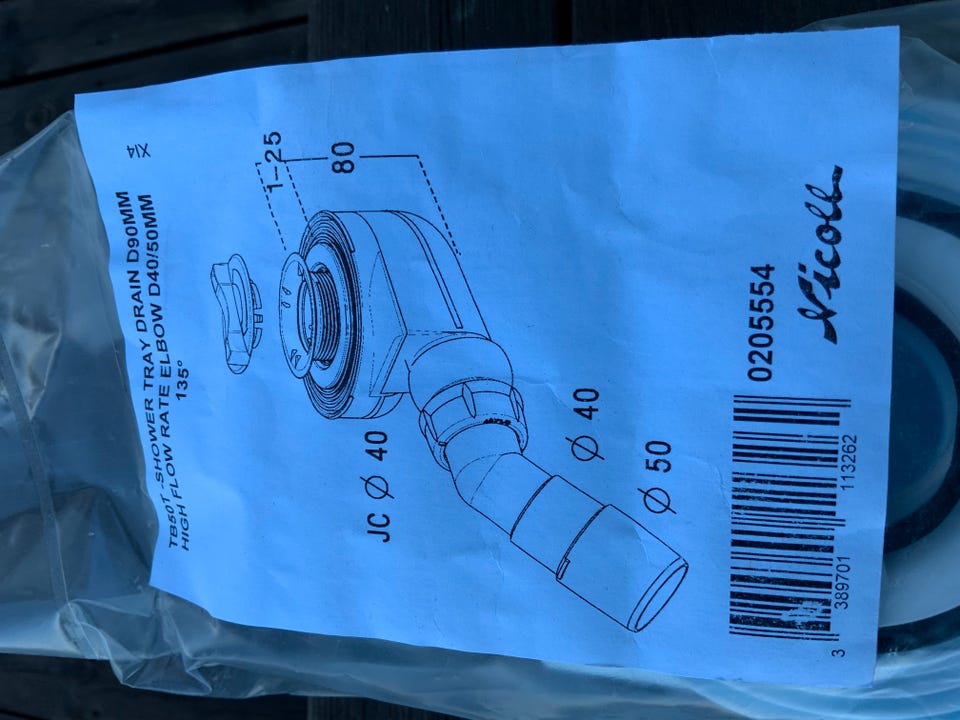 TB50T -SHOWER TRAY DRAIN D90MM
HIGH FLOW RATE ELBOW D40/50MM
135°
X14
1–25
80
JC Ø 40
Ø 40
Ø 50
0205554
Nicoll
3 389701 113262